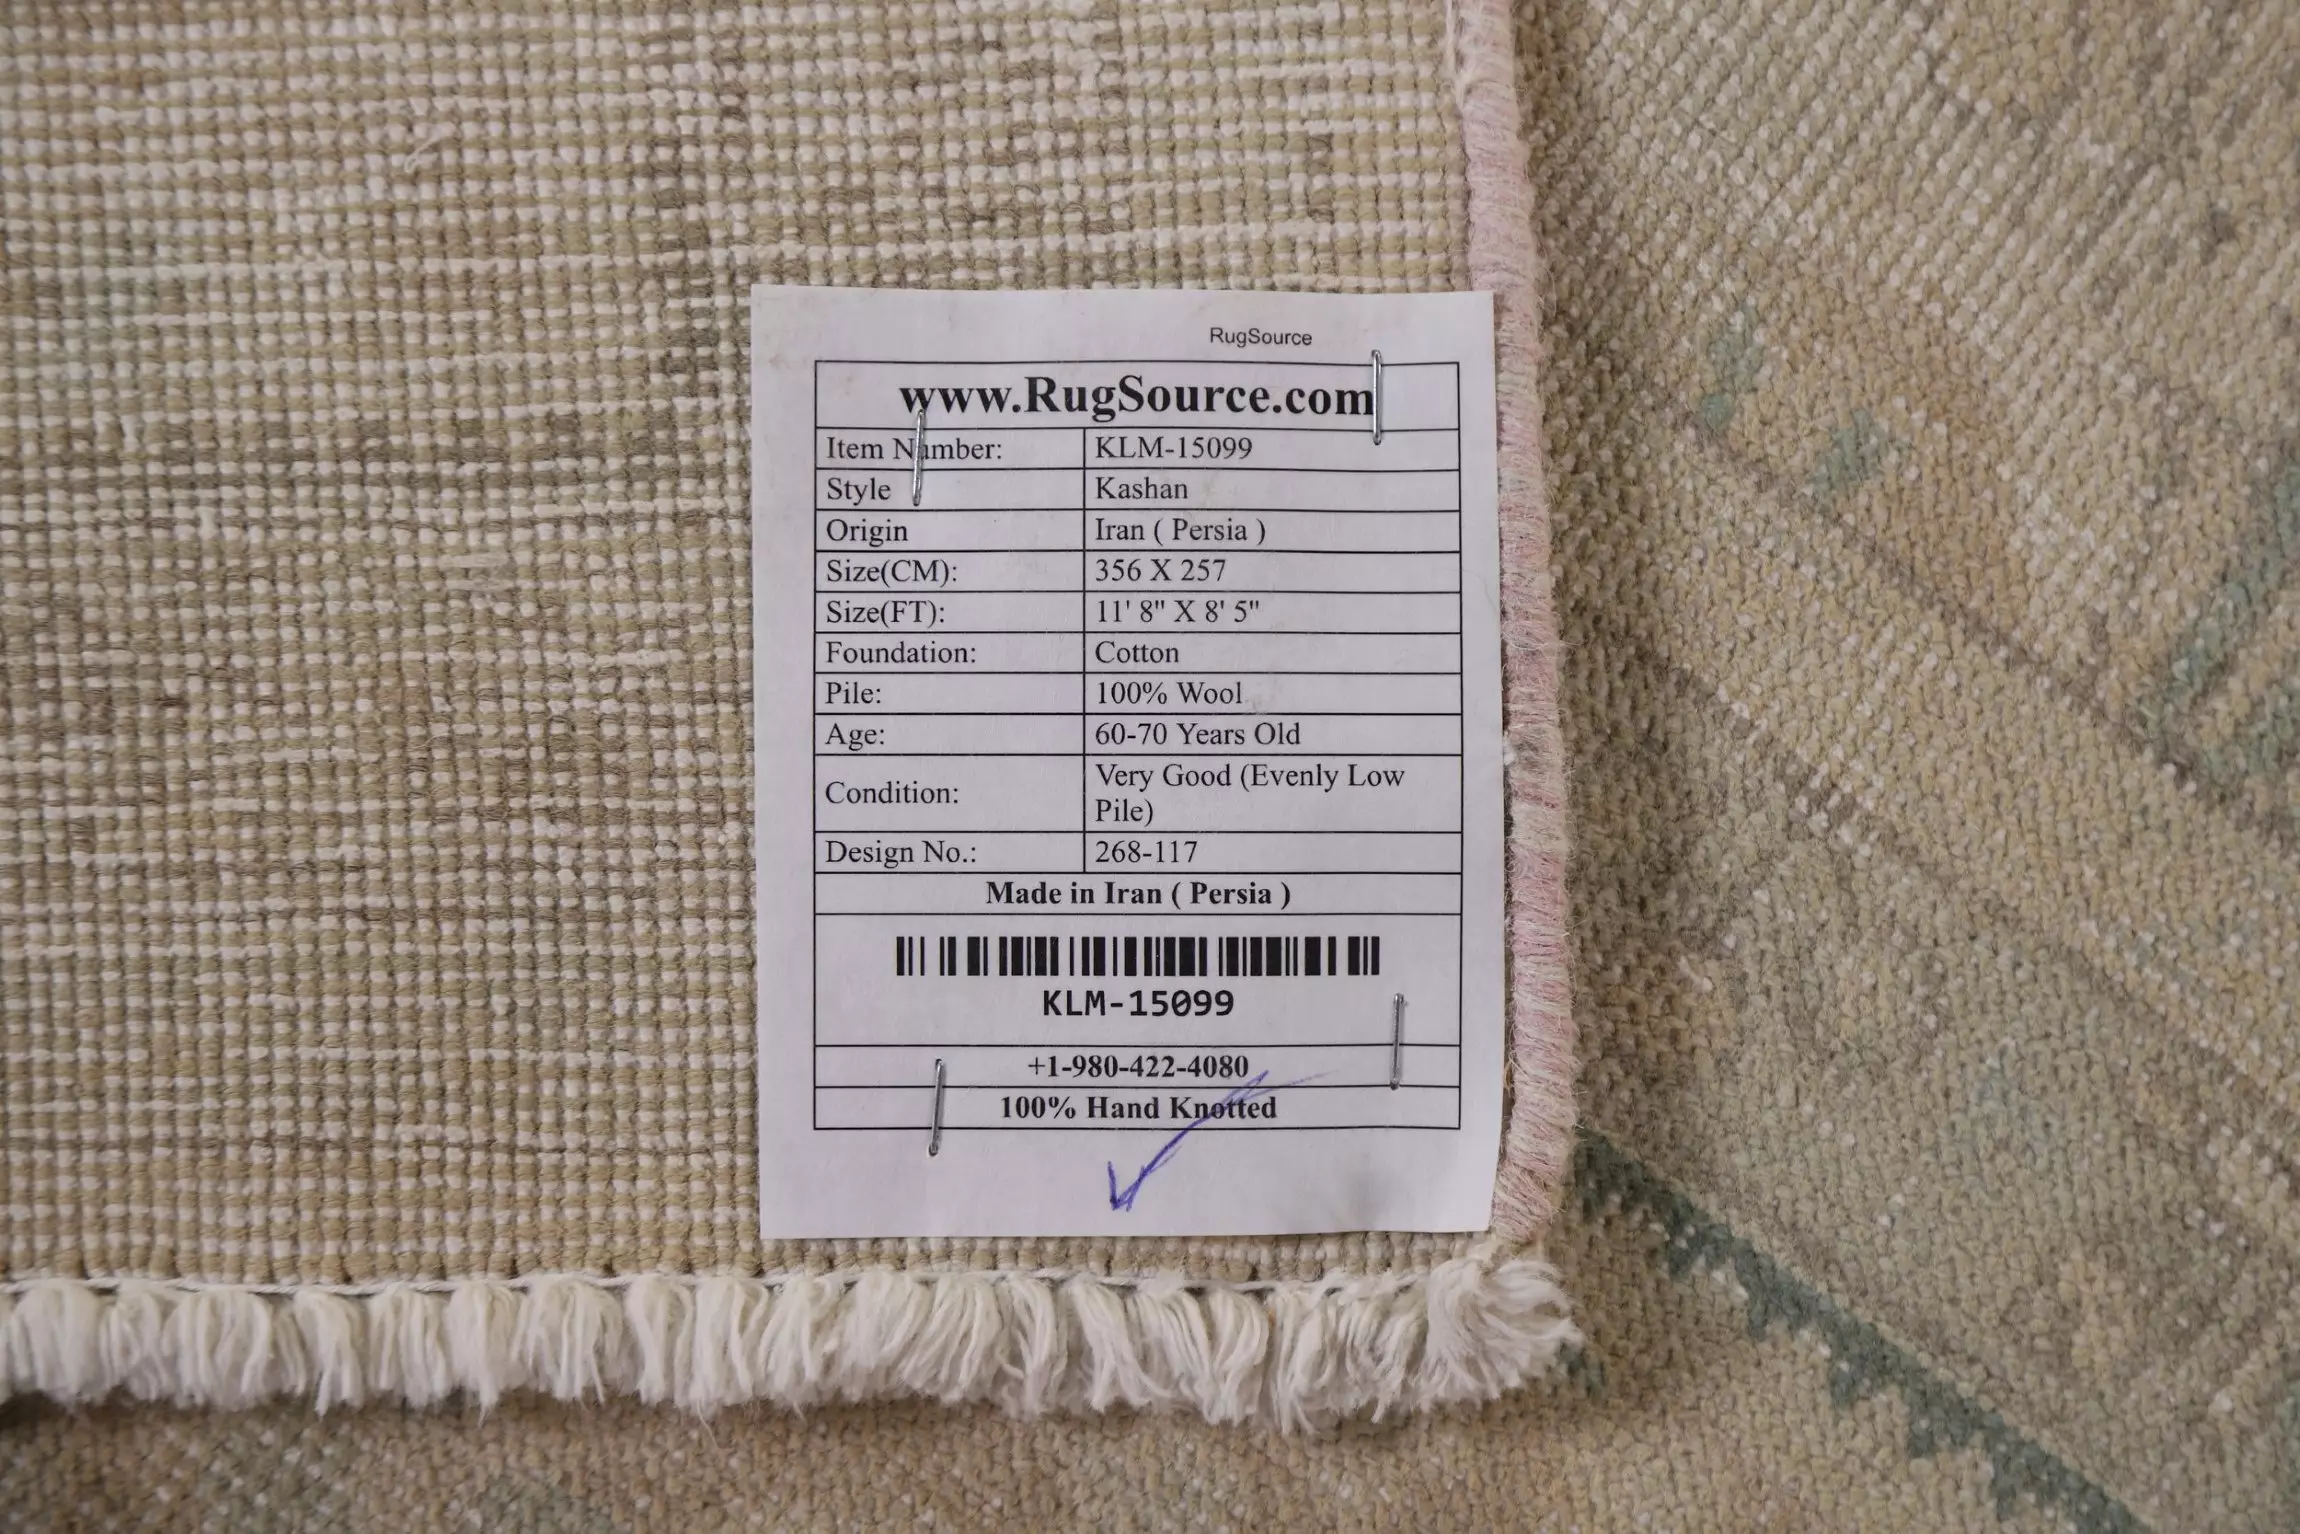 RugSource
www.RugSource.com
Item Number: KLM-15099
Style Kashan
Origin Iran ( Persia )
Size(CM): 356 X 257
Size(FT): 11' 8" X 8' 5"
Foundation: Cotton
Pile: 100% Wool
Age: 60-70 Years Old
Condition: Very Good (Evenly Low
Pile)
Design No.: 268-117
Made in Iran ( Persia )
KLM-15099
+1-980-422-4080
100% Hand Knotted